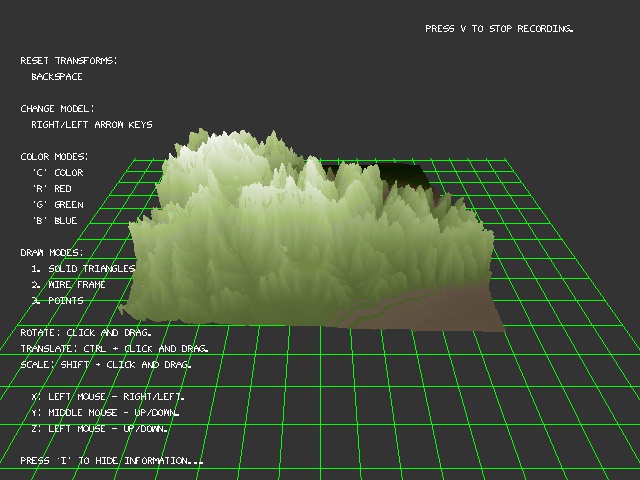 PRESS V TO STOP RECORDING.
RESET TRANSFORMS:
BACKSPACE
CHANGE MODEL:
RIGHT/LEFT ARROW KEYS
COLOR MODES:
'C' COLOR
'R' RED
'G' GREEN
'B' BLUE
DRAW MODES:
1. SOLID TRIANGLES
2. WIRE FRAME
3. POINTS
ROTATE: CLICK AND DRAG.
TRANSLATE: CTRL + CLICK AND DRAG.
SCALE: SHIFT + CLICK AND DRAG.
X: LEFT MOUSE - RIGHT/LEFT.
Y: MIDDLE MOUSE - UP/DOWN.
Z: LEFT MOUSE - UP/DOWN.
PRESS 'I' TO HIDE INFORMATION...